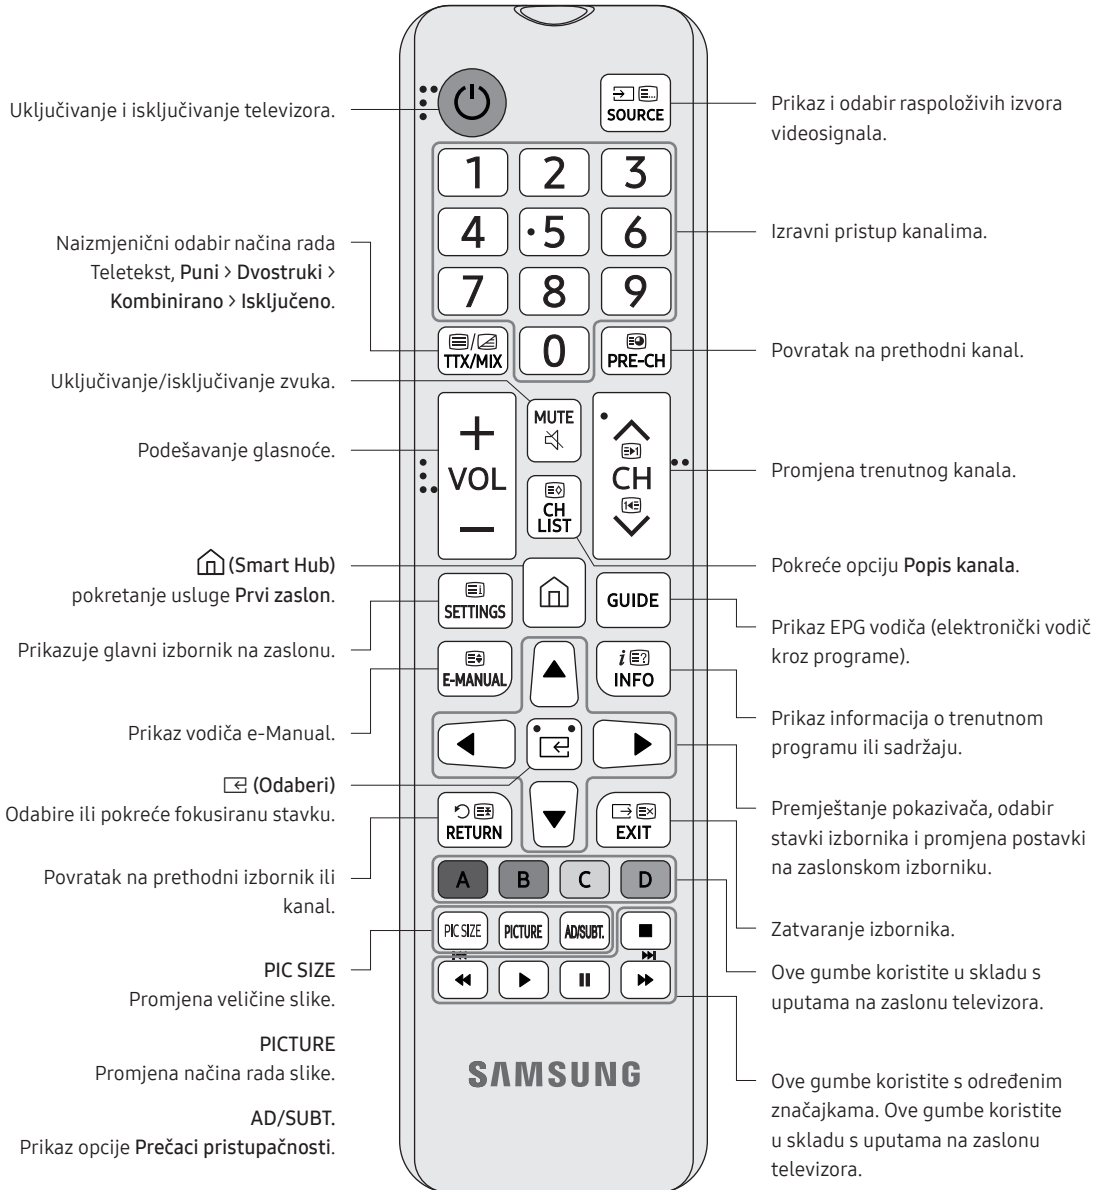 Uključivanje i isključivanje televizora.
Naizmjenični odabir načina rada
Teletekst, Puni > Dvostruki >
Kombinirano > Isključeno.
Uključivanje/isključivanje zvuka.
Podešavanje glasnoće.
(Smart Hub)
pokretanje usluge Prvi zaslon.
Prikazuje glavni izbornik na zaslonu.
Prikaz vodiča e-Manual.
(Odaberi)
Odabire ili pokreće fokusiranu stavku.
Povratak na prethodni izbornik ili
kanal.
PIC SIZE
Promjena veličine slike.
PICTURE
Promjena načina rada slike.
AD/SUBT.
Prikaz opcije Prečaci pristupačnosti.
SOURCE
1 2 3
4 5 6
7 8 9
TTX/MIX 0 PRE-CH
MUTE
VOL
CH
CH
LIST
SETTINGS
GUIDE
E-MANUAL
INFO
RETURN
EXIT
A B C D
PIC SIZE PICTURE AD/SUBT.
SAMSUNG
Prikaz i odabir raspoloživih izvora
videosignala.
Izravni pristup kanalima.
Povratak na prethodni kanal.
Promjena trenutnog kanala.
Pokreće opciju Popis kanala.
Prikaz EPG vodiča (elektronički vodič
kroz programe).
Prikaz informacija o trenutnom
programu ili sadržaju.
Premještanje pokazivača, odabir
stavki izbornika i promjena postavki
na zaslonskom izborniku.
Zatvaranje izbornika.
Ove gumbe koristite u skladu s
uputama na zaslonu televizora.
Ove gumbe koristite s određenim
značajkama. Ove gumbe koristite
u skladu s uputama na zaslonu
televizora.